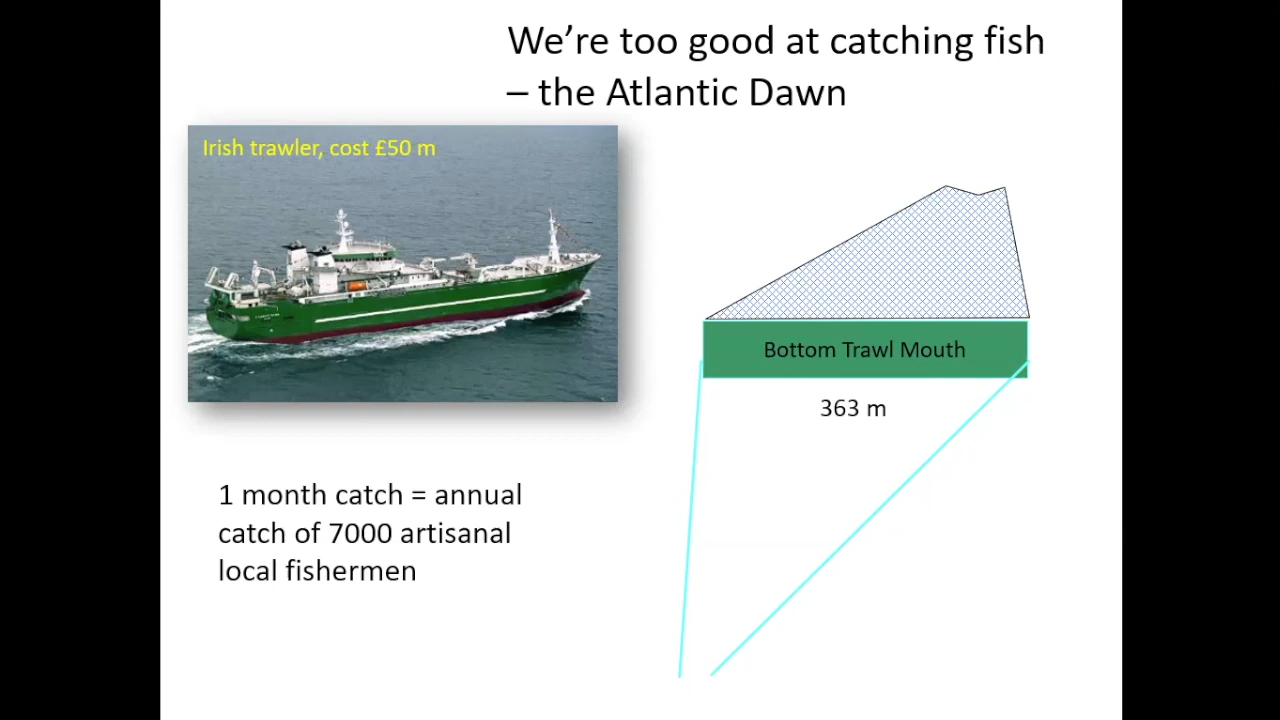 We’re too good at catching fish
– the Atlantic Dawn
Irish trawler, cost £50 m
Bottom Trawl Mouth
363 m
1 month catch = annual
catch of 7000 artisanal
local fishermen